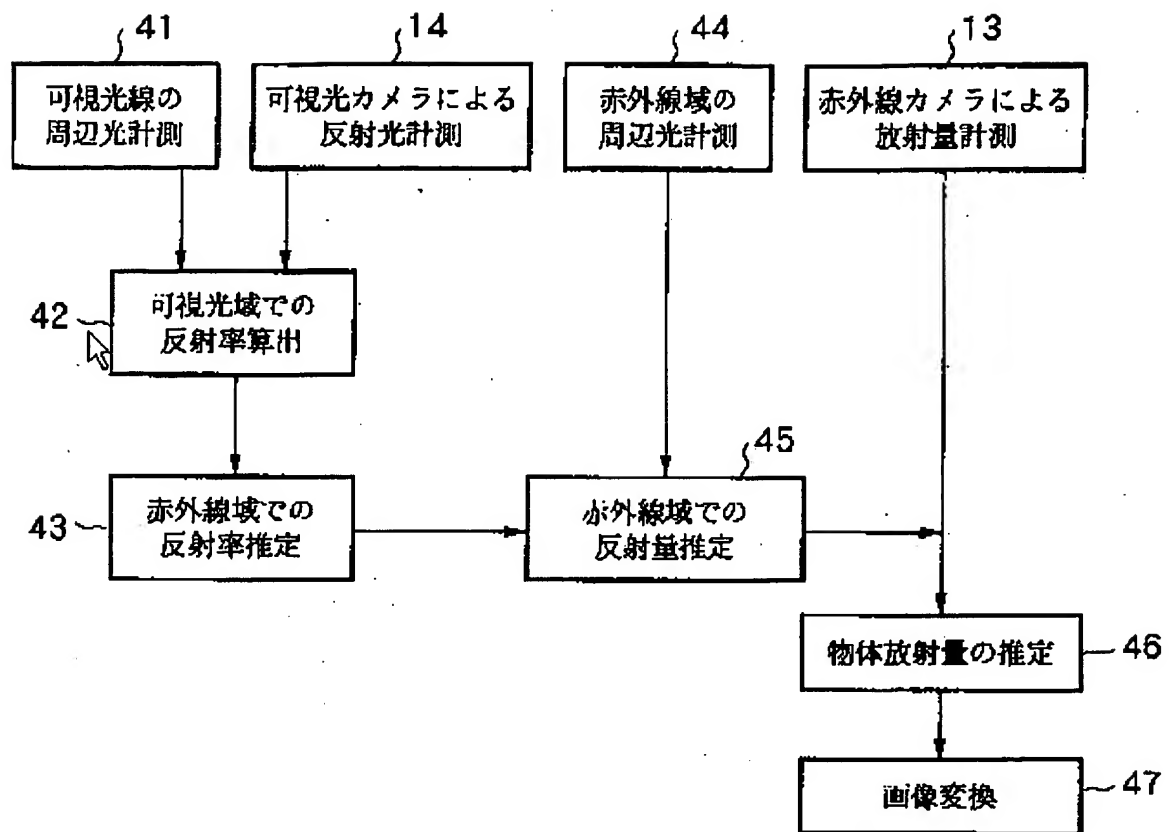 41
14
44
13
可視光線の
周辺光計測
可視光カメラによる
反射光計測
赤外線域の
周辺光計測
赤外線カメラによる
放射量計測
42
可視光域での
反射率算出
43
赤外線域での
反射率推定
45
赤外線域での
反射量推定
物体放射量の推定
46
画像変換
47